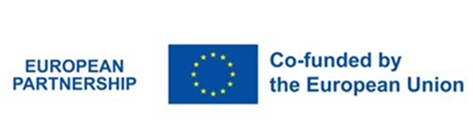 EUROPEAN
PARTNERSHIP
Co-funded by
the European Union